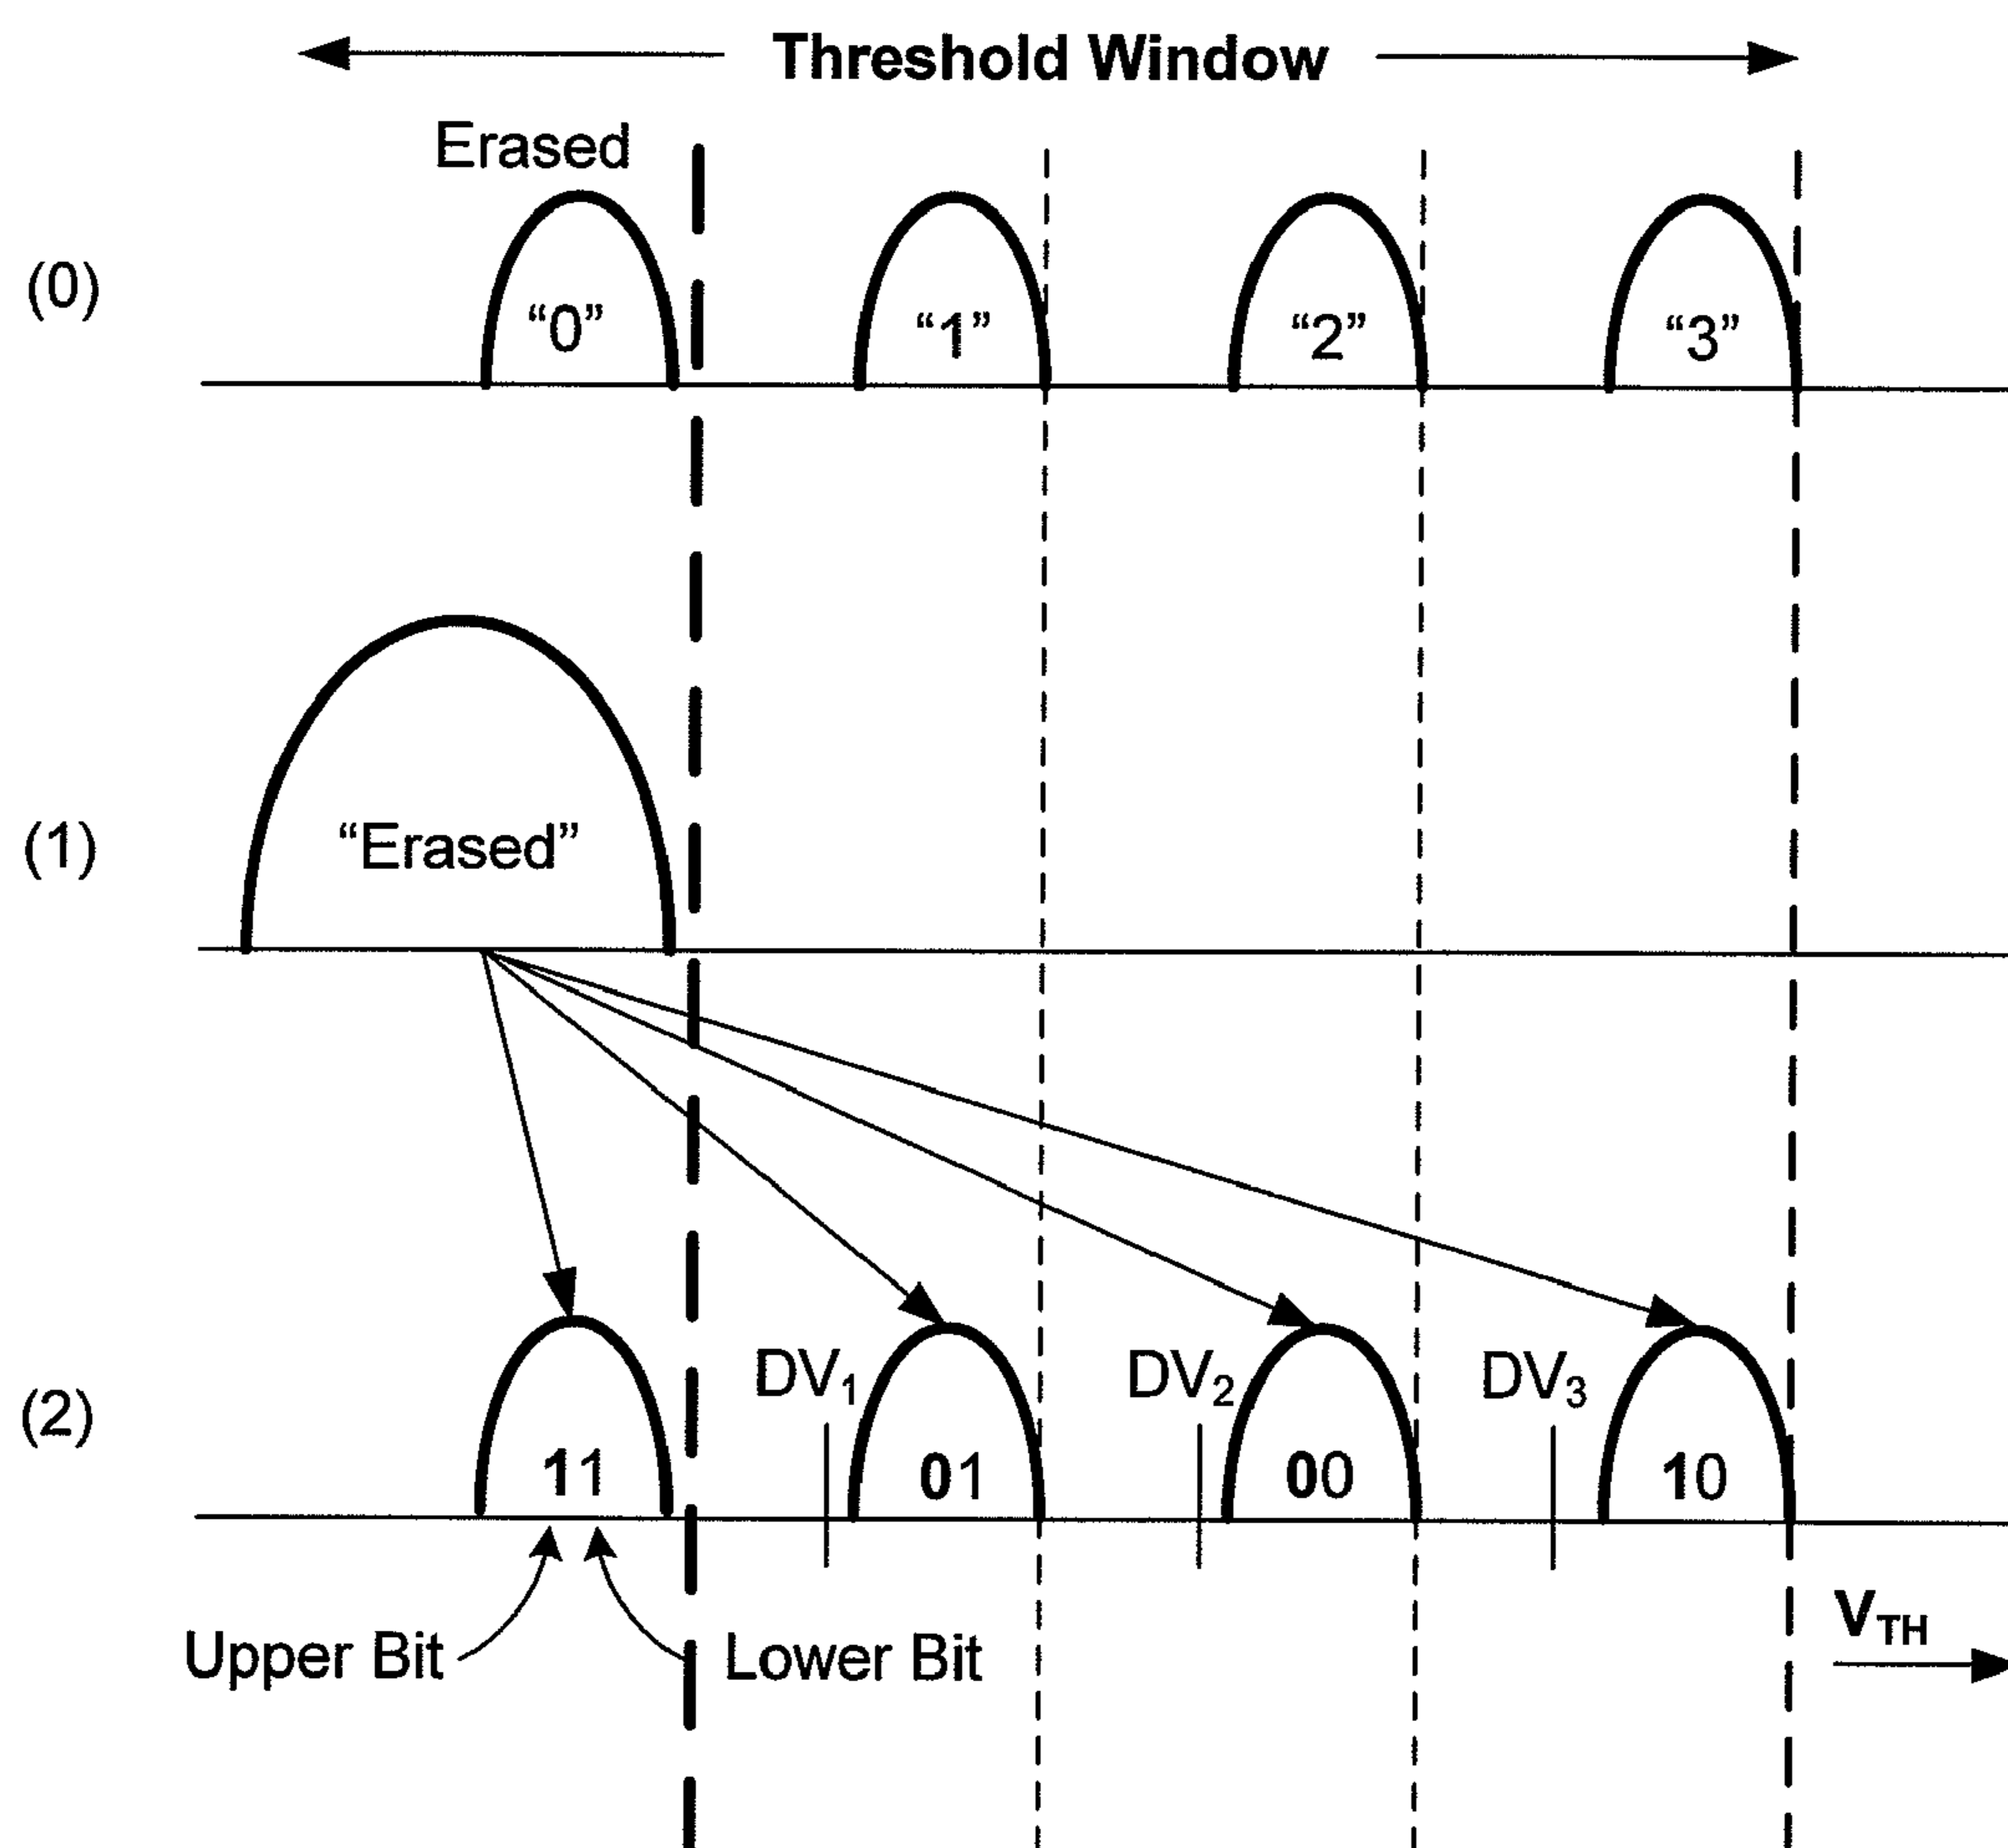 Threshold Window
Erased
(0)
“0” “1” “2” “3”
(1)
“Erased”
(2)
DV1 DV2 DV3
11 01 00 10
Upper Bit Lower Bit
VTH